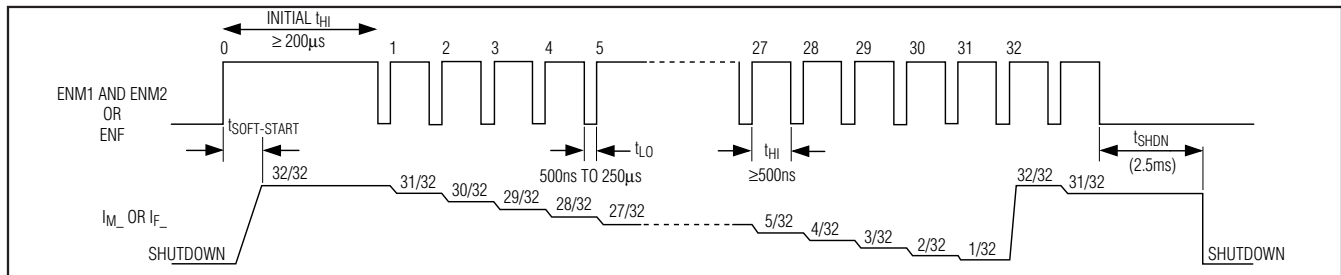 INITIAL tHI
≥ 200µs
0 1 2 3 4 5 27 28 29 30 31 32
ENM1 AND ENM2
OR
ENF
tSOFT-START
tLO
500ns TO 250µs
tHI
≥500ns
tSHDN
(2.5ms)
32/32 31/32 30/32 29/32 28/32 27/32 5/32 4/32 3/32 2/32 1/32 32/32 31/32
IM_ OR IF_
SHUTDOWN
SHUTDOWN